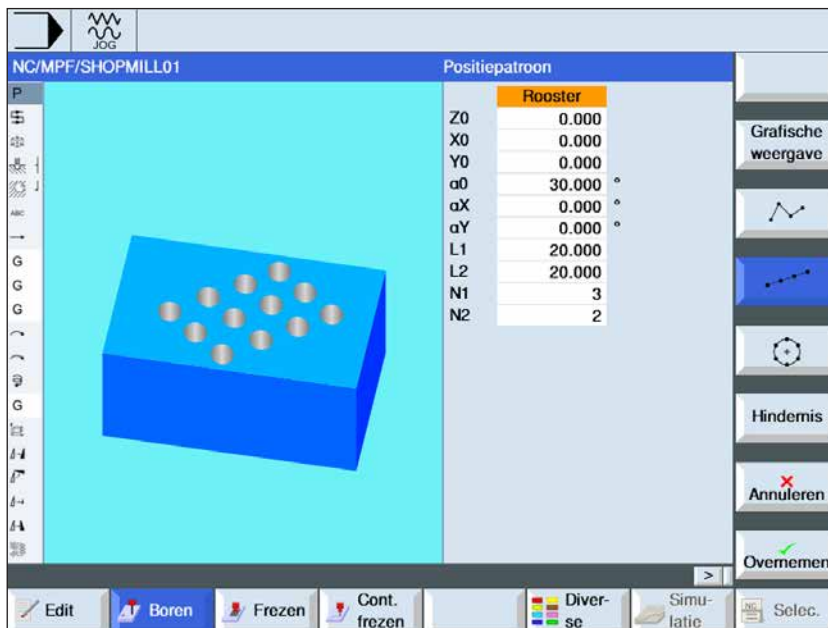 JOG
NC/MPF/SHOPMILL01
Positiepatroon
P
ABC
G
G
G
G
Rooster
Z0 0.000
X0 0.000
Y0 0.000
α0 30.000 °
αX 0.000 °
αY 0.000 °
L1 20.000
L2 20.000
N1 3
N2 2
Grafische
weergave
Hindernis
Annuleren
Overnemen
>
Edit
Boren
Frezen
Cont.
frezen
Diver-
se
Simu-
latie
NC
Selec.